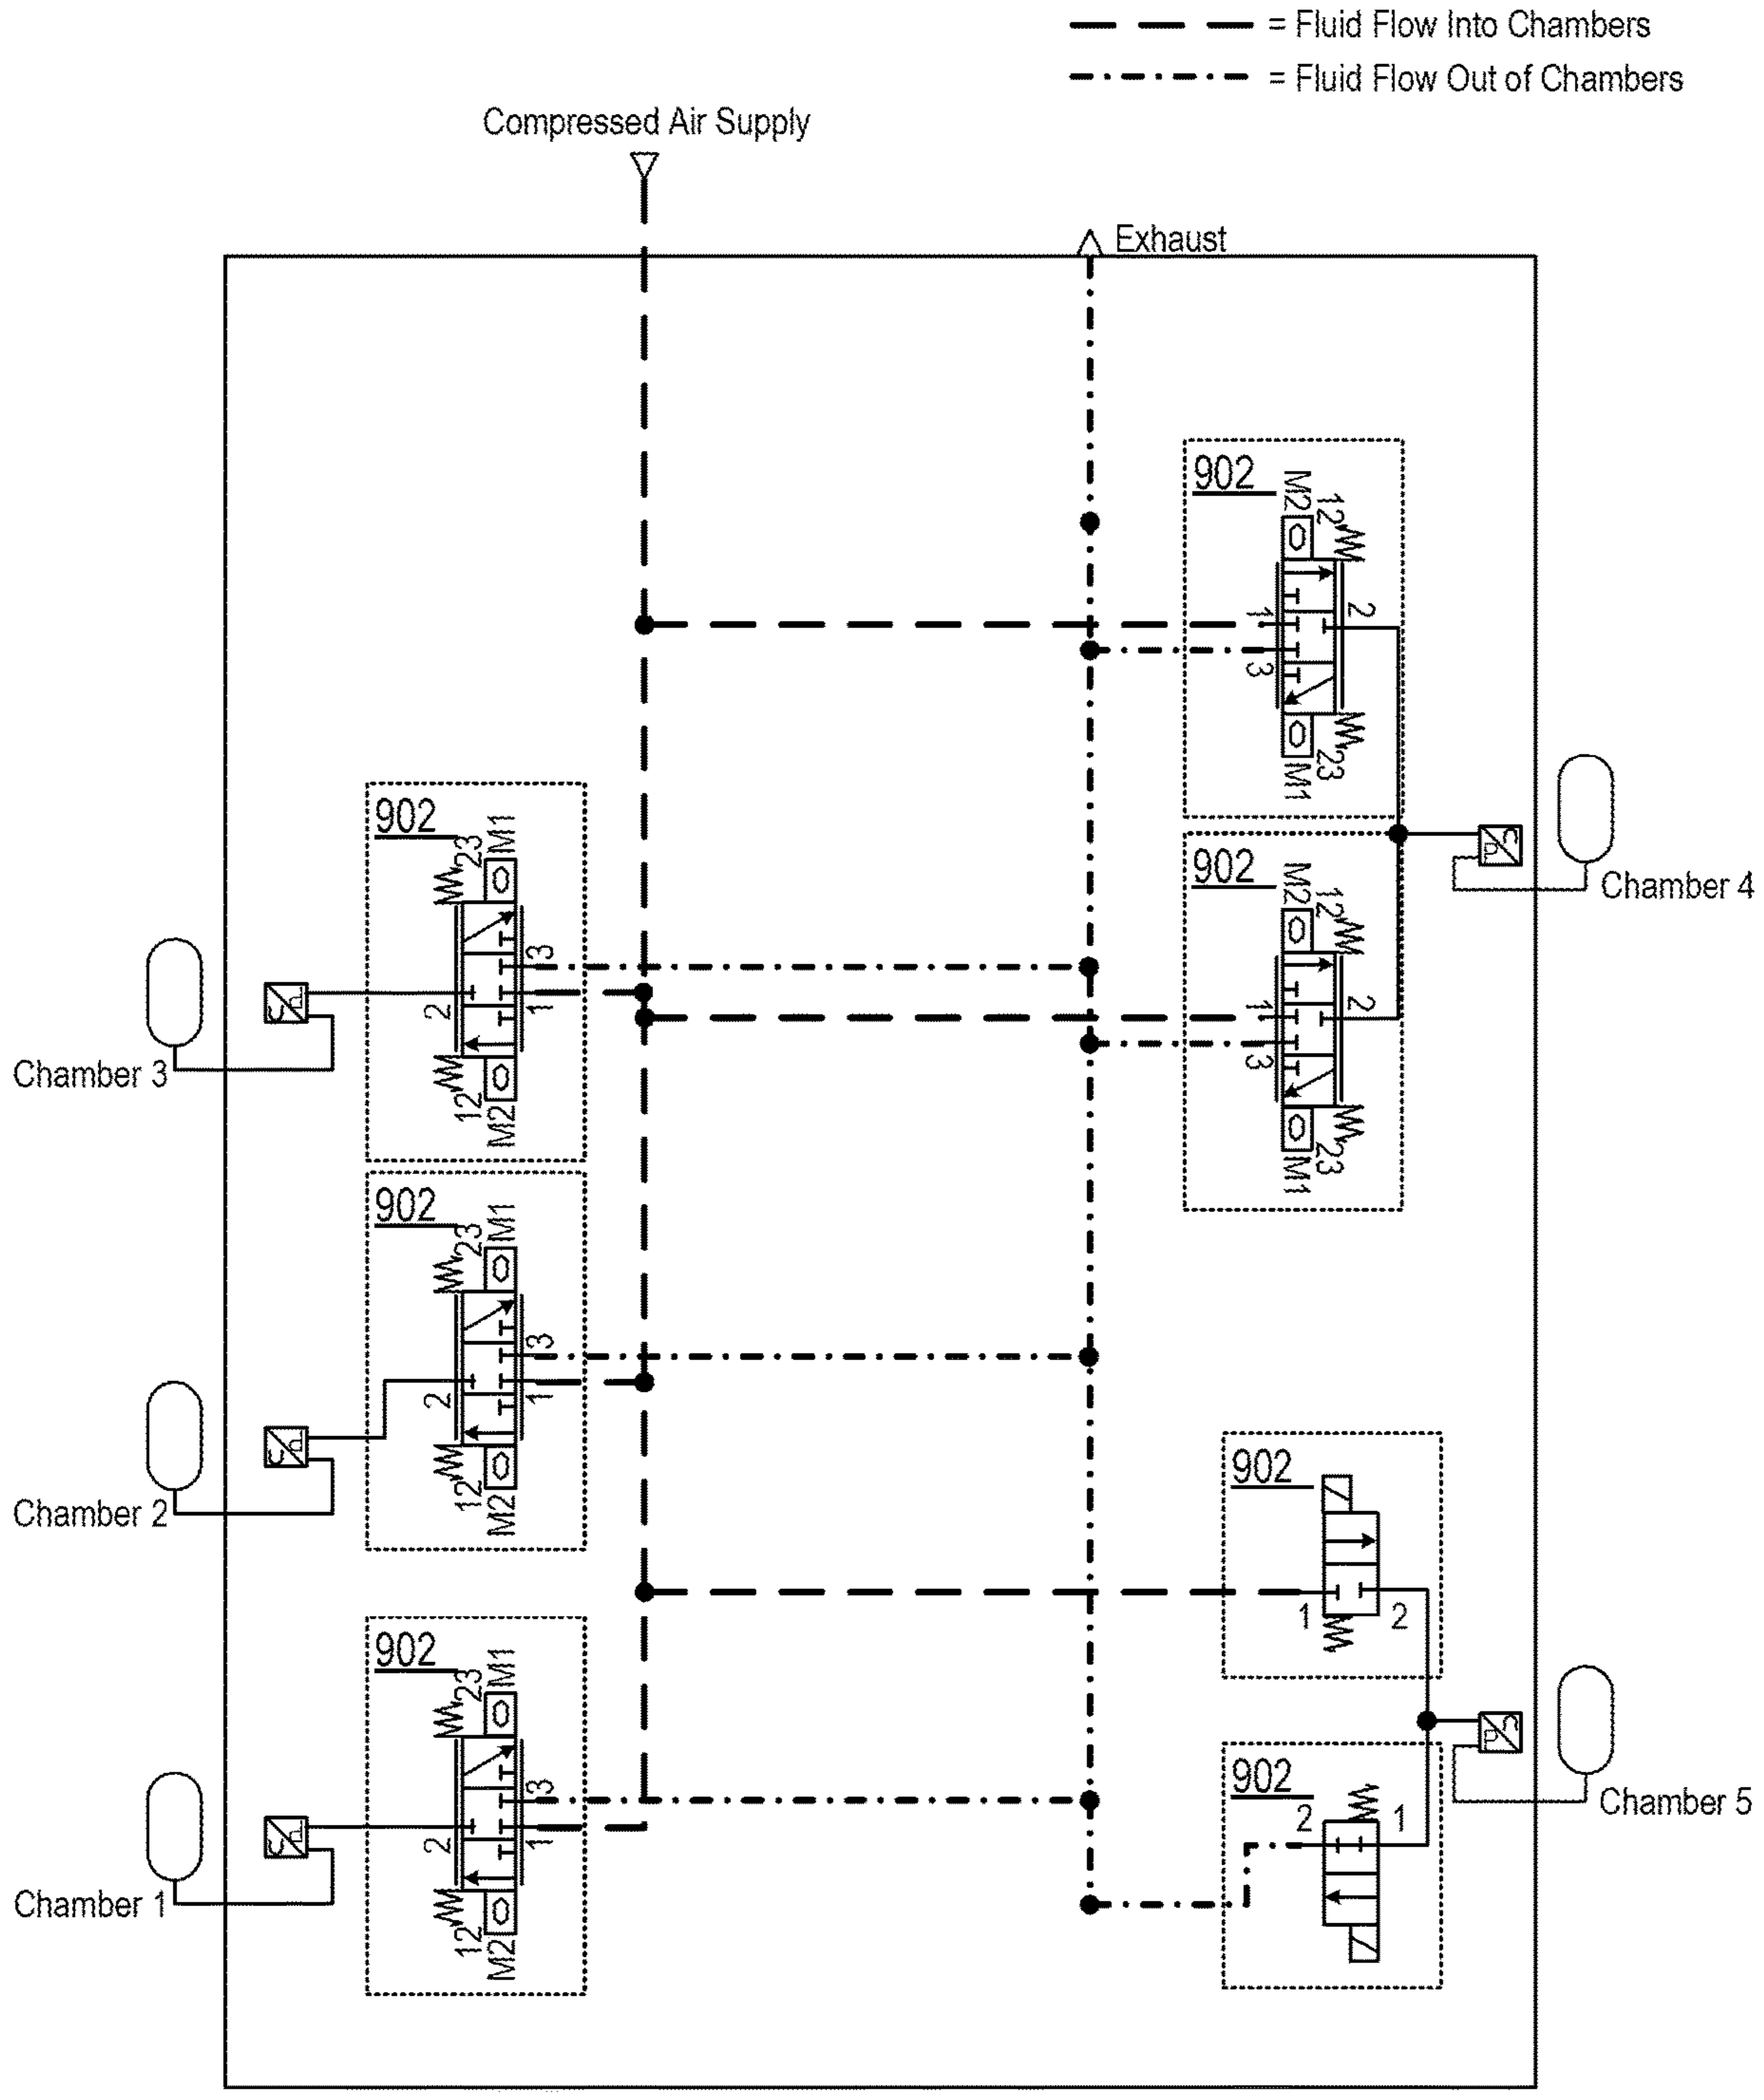 = Fluid Flow Into Chambers
= Fluid Flow Out of Chambers
Compressed Air Supply
Exhaust
902
M2
12
1
2
3
23
M1
902
M2
12
1
2
3
23
M1
Chamber 4
902
23
M1
3
2
1
12
M2
Chamber 3
902
23
M1
3
2
1
12
M2
Chamber 2
902
1
2
902
2
1
Chamber 5
902
23
M1
3
2
1
12
M2
Chamber 1